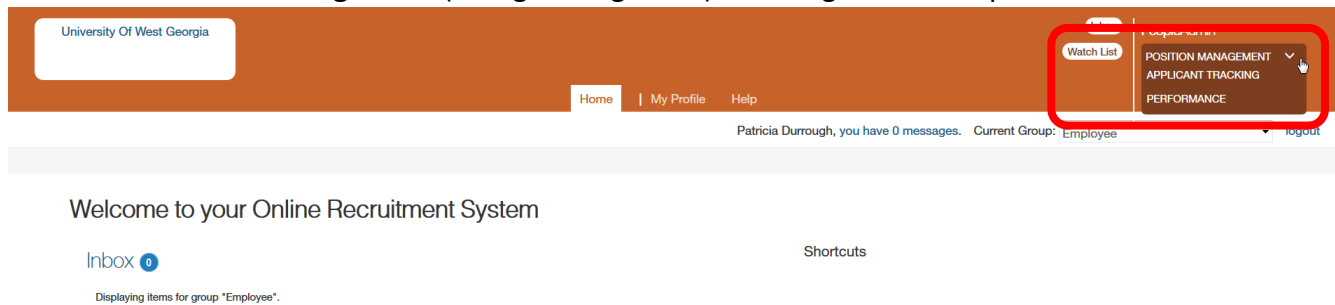 University Of West Georgia
PeopleAdmin
Watch List
POSITION MANAGEMENT
APPLICANT TRACKING
PERFORMANCE
Home | My Profile Help
Patricia Durrough, you have 0 messages. Current Group: Employee logout
Welcome to your Online Recruitment System
Inbox 0
Shortcuts
Displaying items for group "Employee".